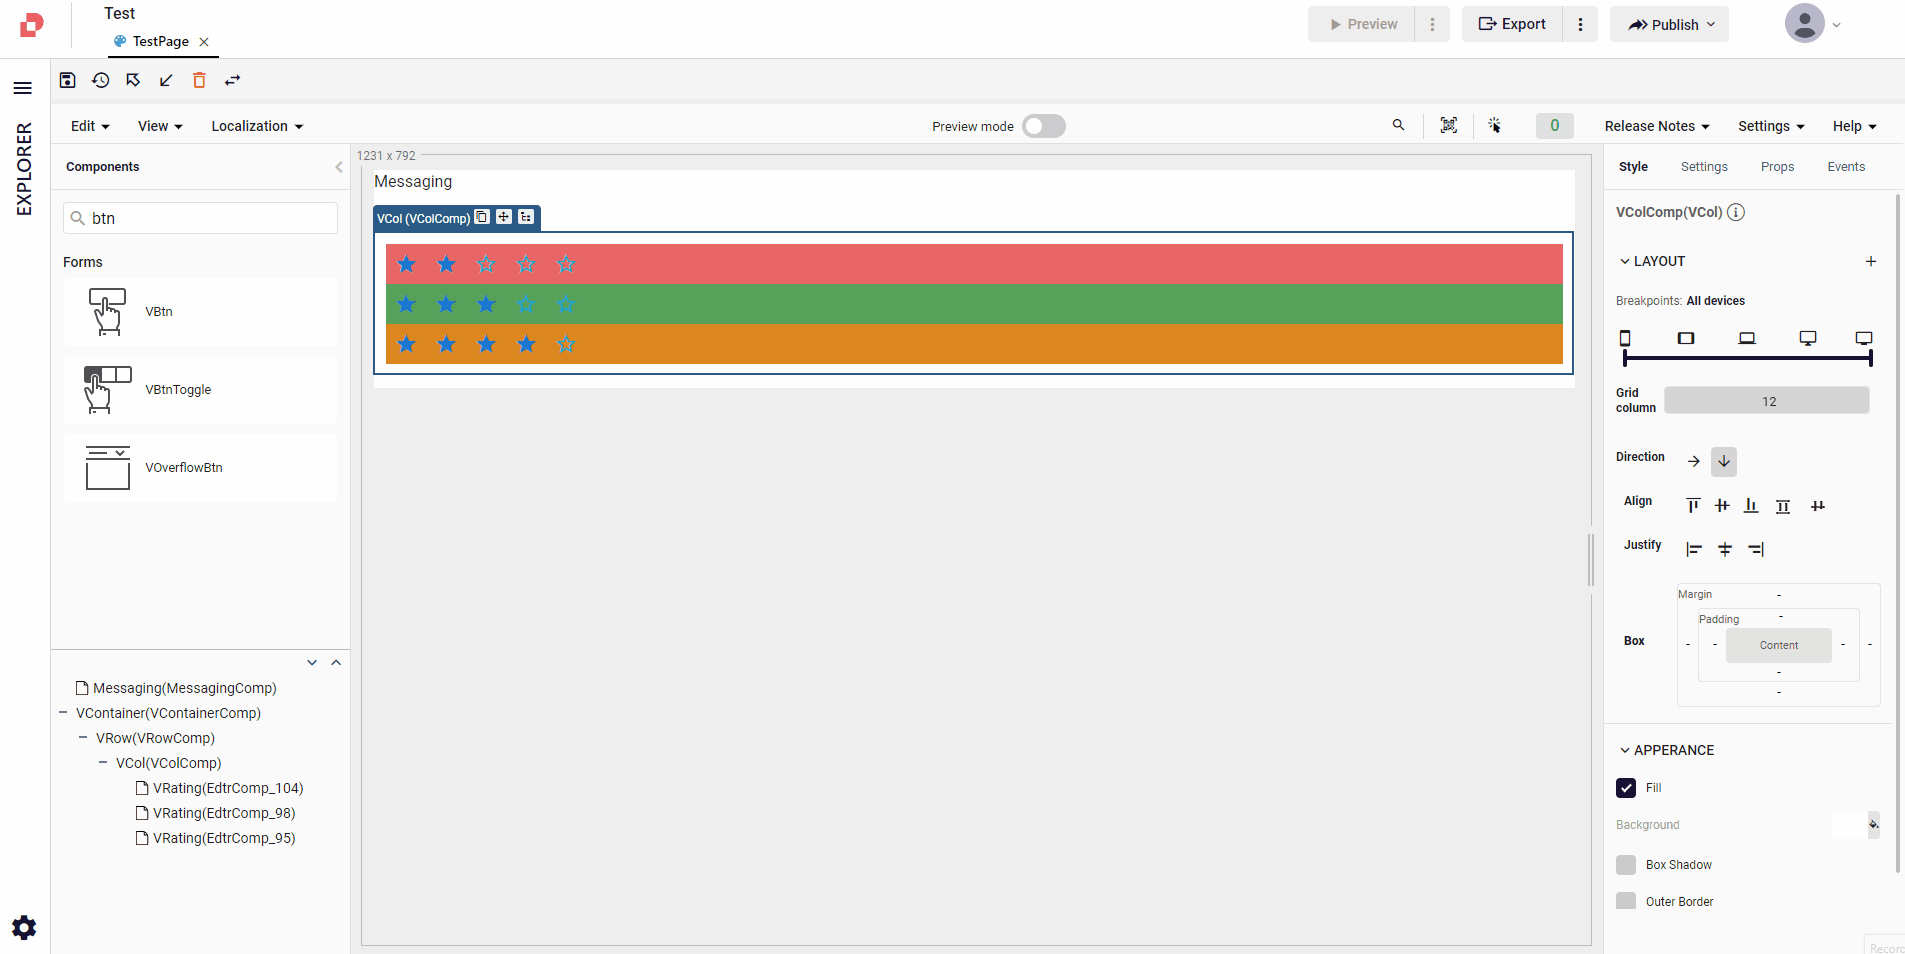 Test
TestPage
Preview
Export
Publish
EXPLORER
Edit
View
Localization
Preview mode
0
Release Notes
Settings
Help
Components
btn
Forms
VBtn
VBtnToggle
VOverflowBtn
Messaging(MessagingComp)
VContainer(VContainerComp)
VRow(VRowComp)
VCol(VColComp)
VRating(EdtrComp_104)
VRating(EdtrComp_98)
VRating(EdtrComp_95)
1231 x 792
Messaging
VCol (VColComp)
Style
Settings
Props
Events
VColComp(VCol)
LAYOUT
Breakpoints: All devices
Grid
column
12
Direction
Align
Justify
Box
Margin
Padding
Content
APPERANCE
Fill
Background
Box Shadow
Outer Border
Recor